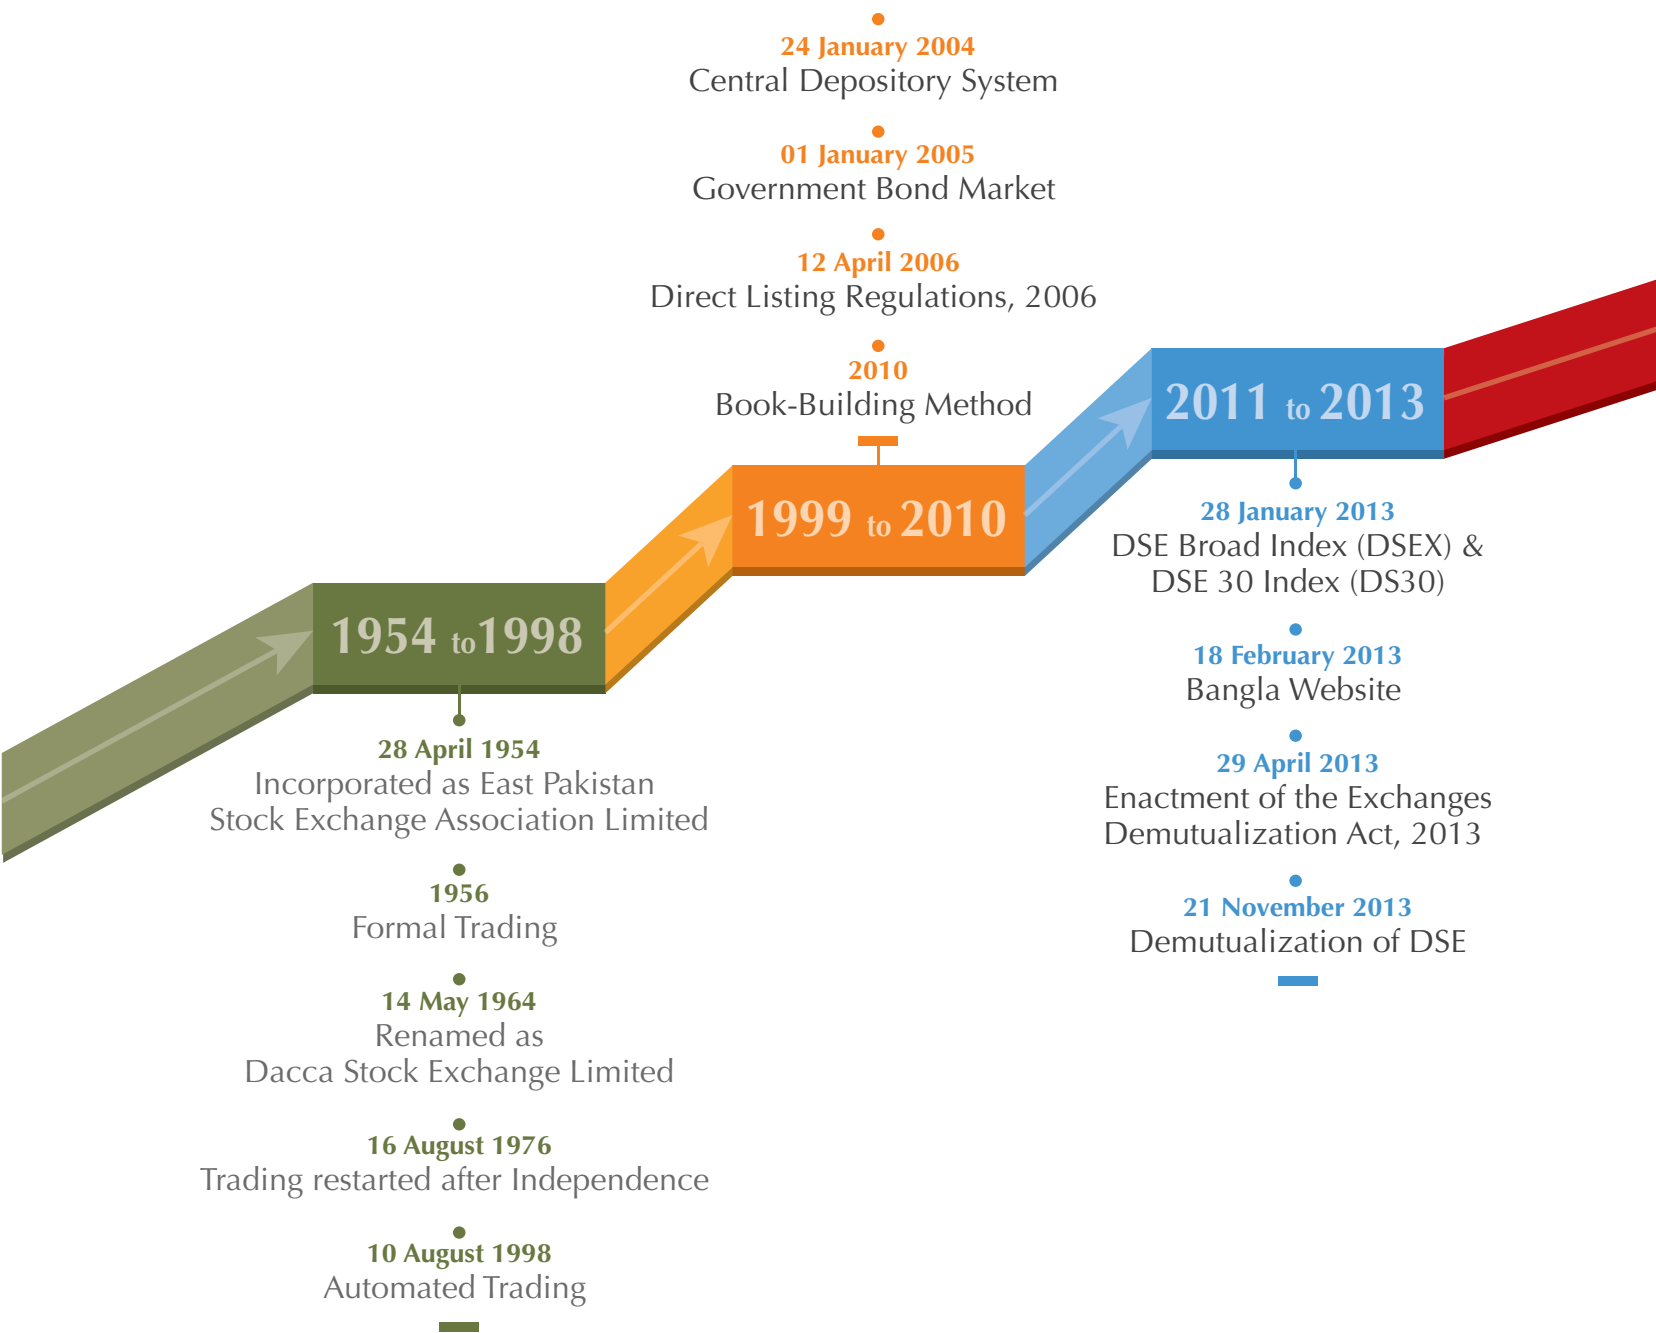 24 January 2004
Central Depository System
01 January 2005
Government Bond Market
12 April 2006
Direct Listing Regulations, 2006
2010
Book-Building Method
1999 to 2010
2011 to 2013
28 January 2013
DSE Broad Index (DSEX) &
DSE 30 Index (DS30)
18 February 2013
Bangla Website
29 April 2013
Enactment of the Exchanges
Demutualization Act, 2013
21 November 2013
Demutualization of DSE
1954 to 1998
28 April 1954
Incorporated as East Pakistan
Stock Exchange Association Limited
1956
Formal Trading
14 May 1964
Renamed as
Dacca Stock Exchange Limited
16 August 1976
Trading restarted after Independence
10 August 1998
Automated Trading